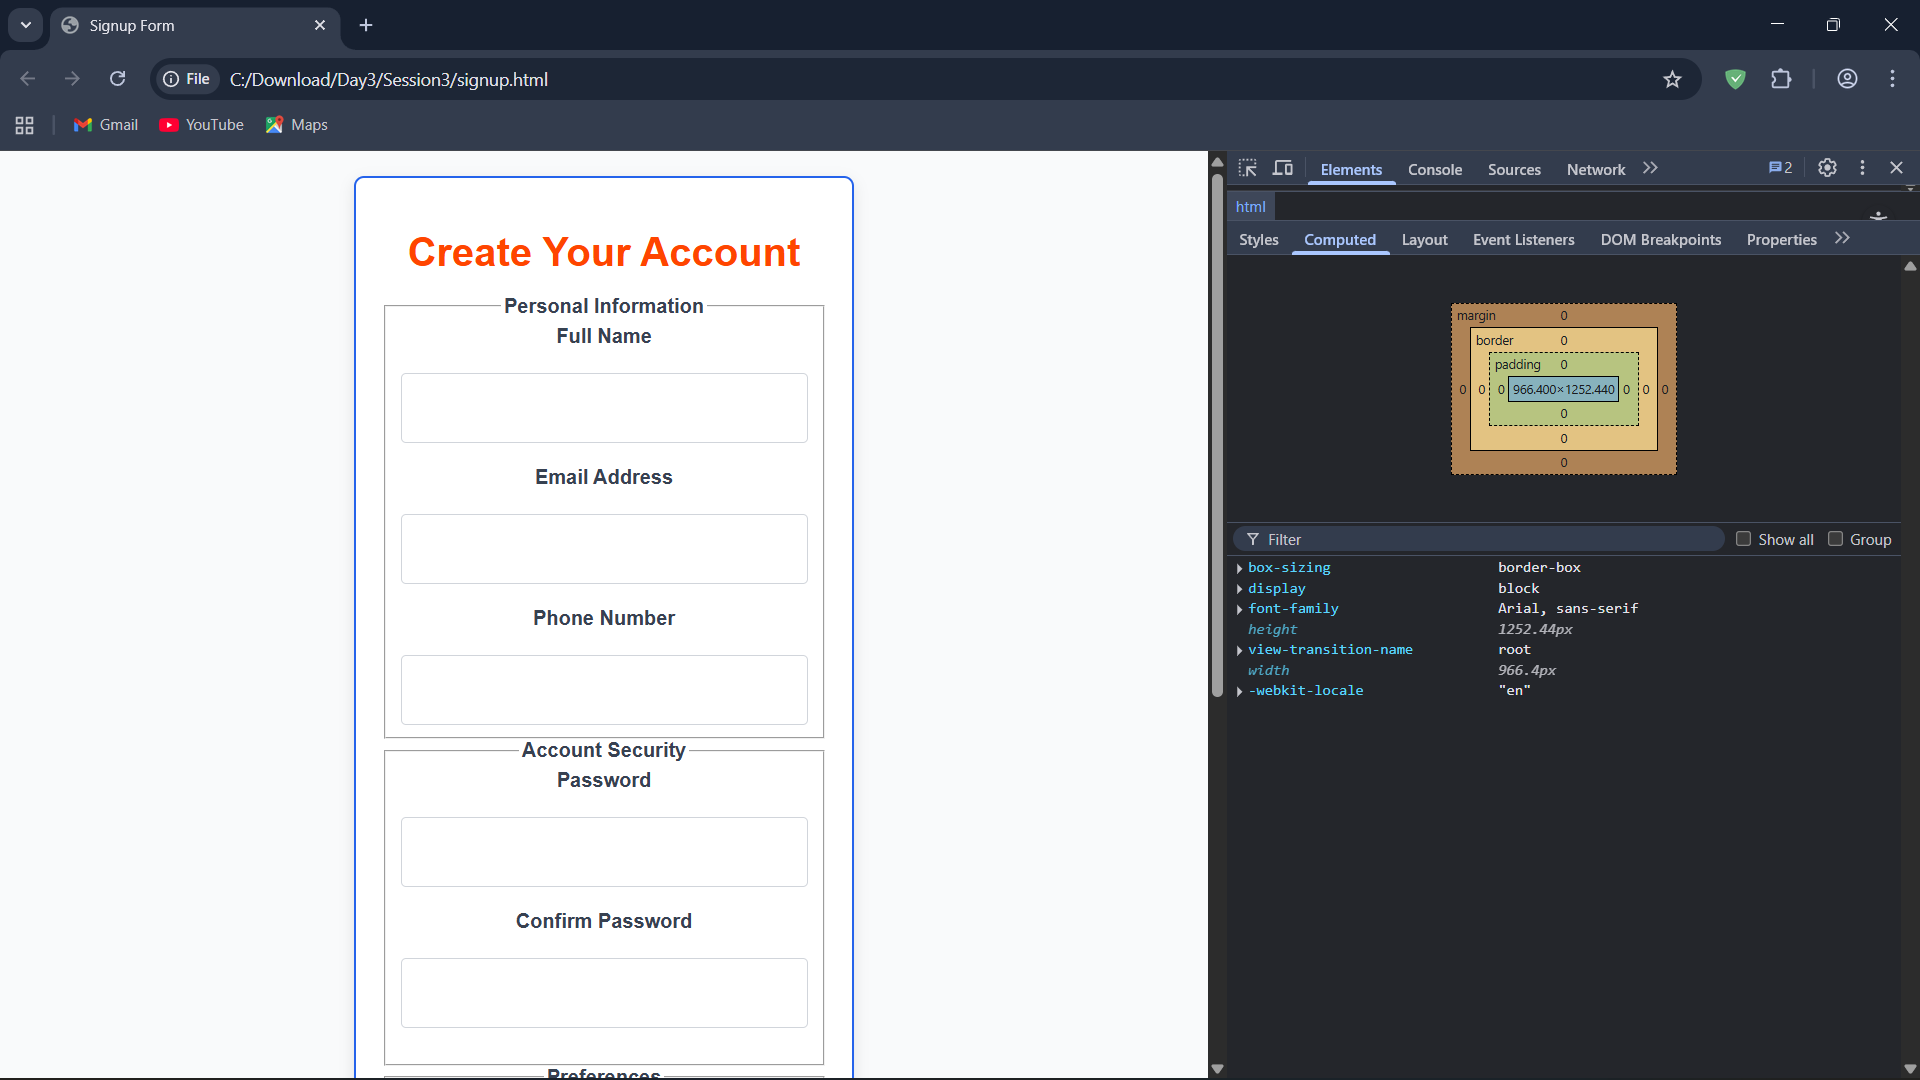 Signup Form
File C:/Download/Day3/Session3/signup.html
Gmail YouTube Maps
Create Your Account
Personal Information
Full Name
Email Address
Phone Number
Account Security
Password
Confirm Password
Preferences
Elements Console Sources Network 2
html
Styles Computed Layout Event Listeners DOM Breakpoints Properties
margin 0
border 0
padding 0
0 0 0 966.400×1252.440 0 0 0
0
0
0
Filter Show all Group
box-sizing border-box
display block
font-family Arial, sans-serif
height 1252.44px
view-transition-name root
width 966.4px
-webkit-locale "en"